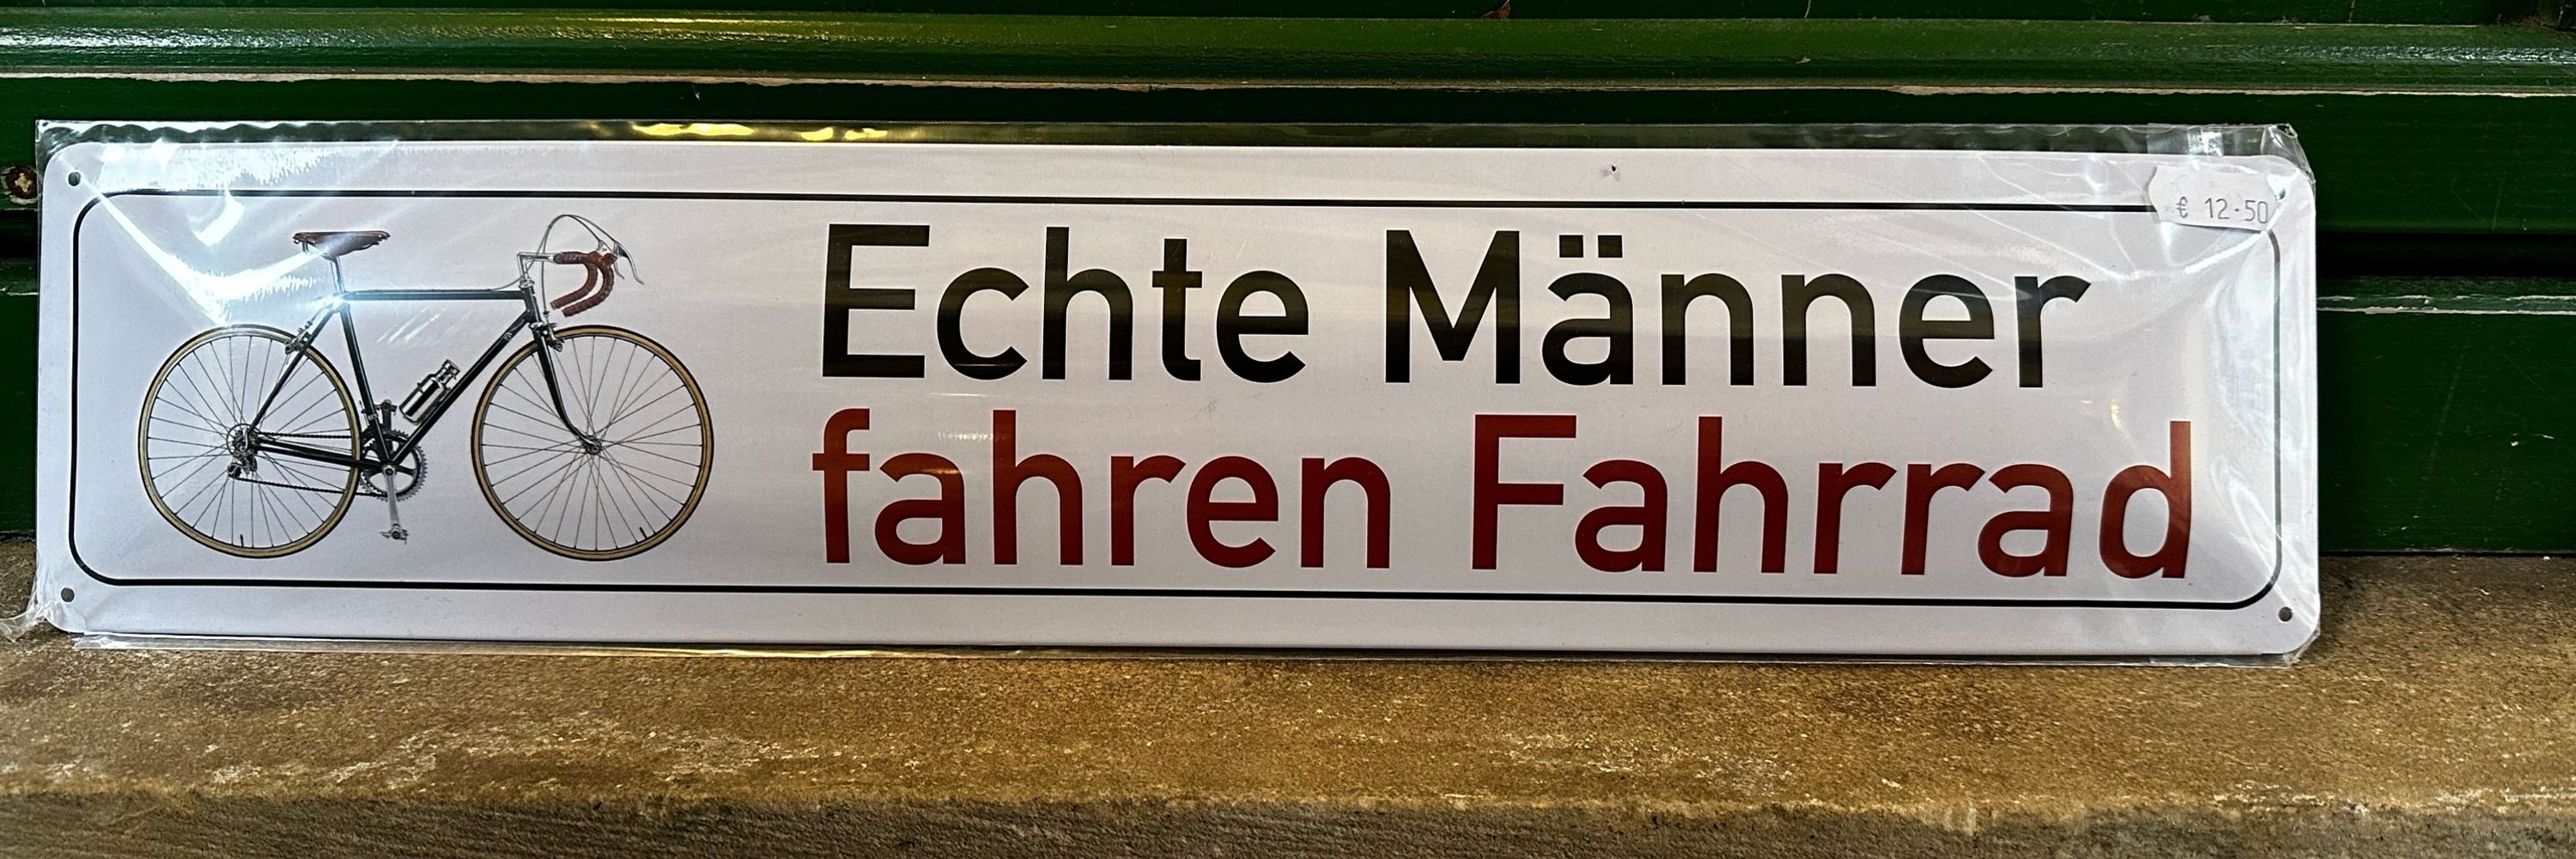 Echte Männer
fahren Fahrrad
€ 12·50